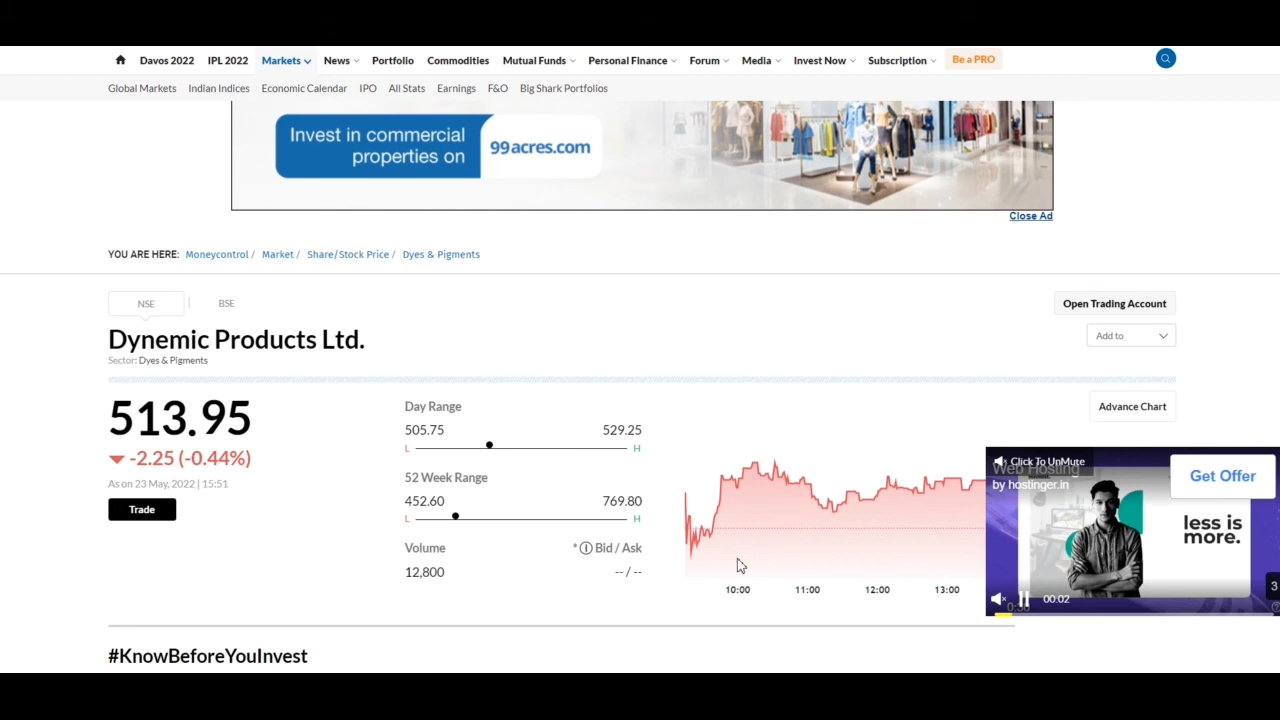 Davos 2022 IPL 2022 Markets News Portfolio Commodities Mutual Funds Personal Finance Forum Media Invest Now Subscription Be a PRO
Global Markets Indian Indices Economic Calendar IPO All Stats Earnings F&O Big Shark Portfolios
Invest in commercial
properties on
99acres.com
Close Ad
YOU ARE HERE: Moneycontrol / Market / Share/Stock Price / Dyes & Pigments
NSE | BSE
Open Trading Account
Dynemic Products Ltd.
Add to
Sector: Dyes & Pigments
513.95
-2.25 (-0.44%)
As on 23 May, 2022 | 15:51
Trade
Day Range
505.75 529.25
L H
52 Week Range
452.60 769.80
L H
Volume * Bid / Ask
12,800 -- / --
Advance Chart
10:00 11:00 12:00 13:00
Click To UnMute
Web Hosting
by hostinger.in
Get Offer
less is
more.
00:02
3
#KnowBeforeYouInvest